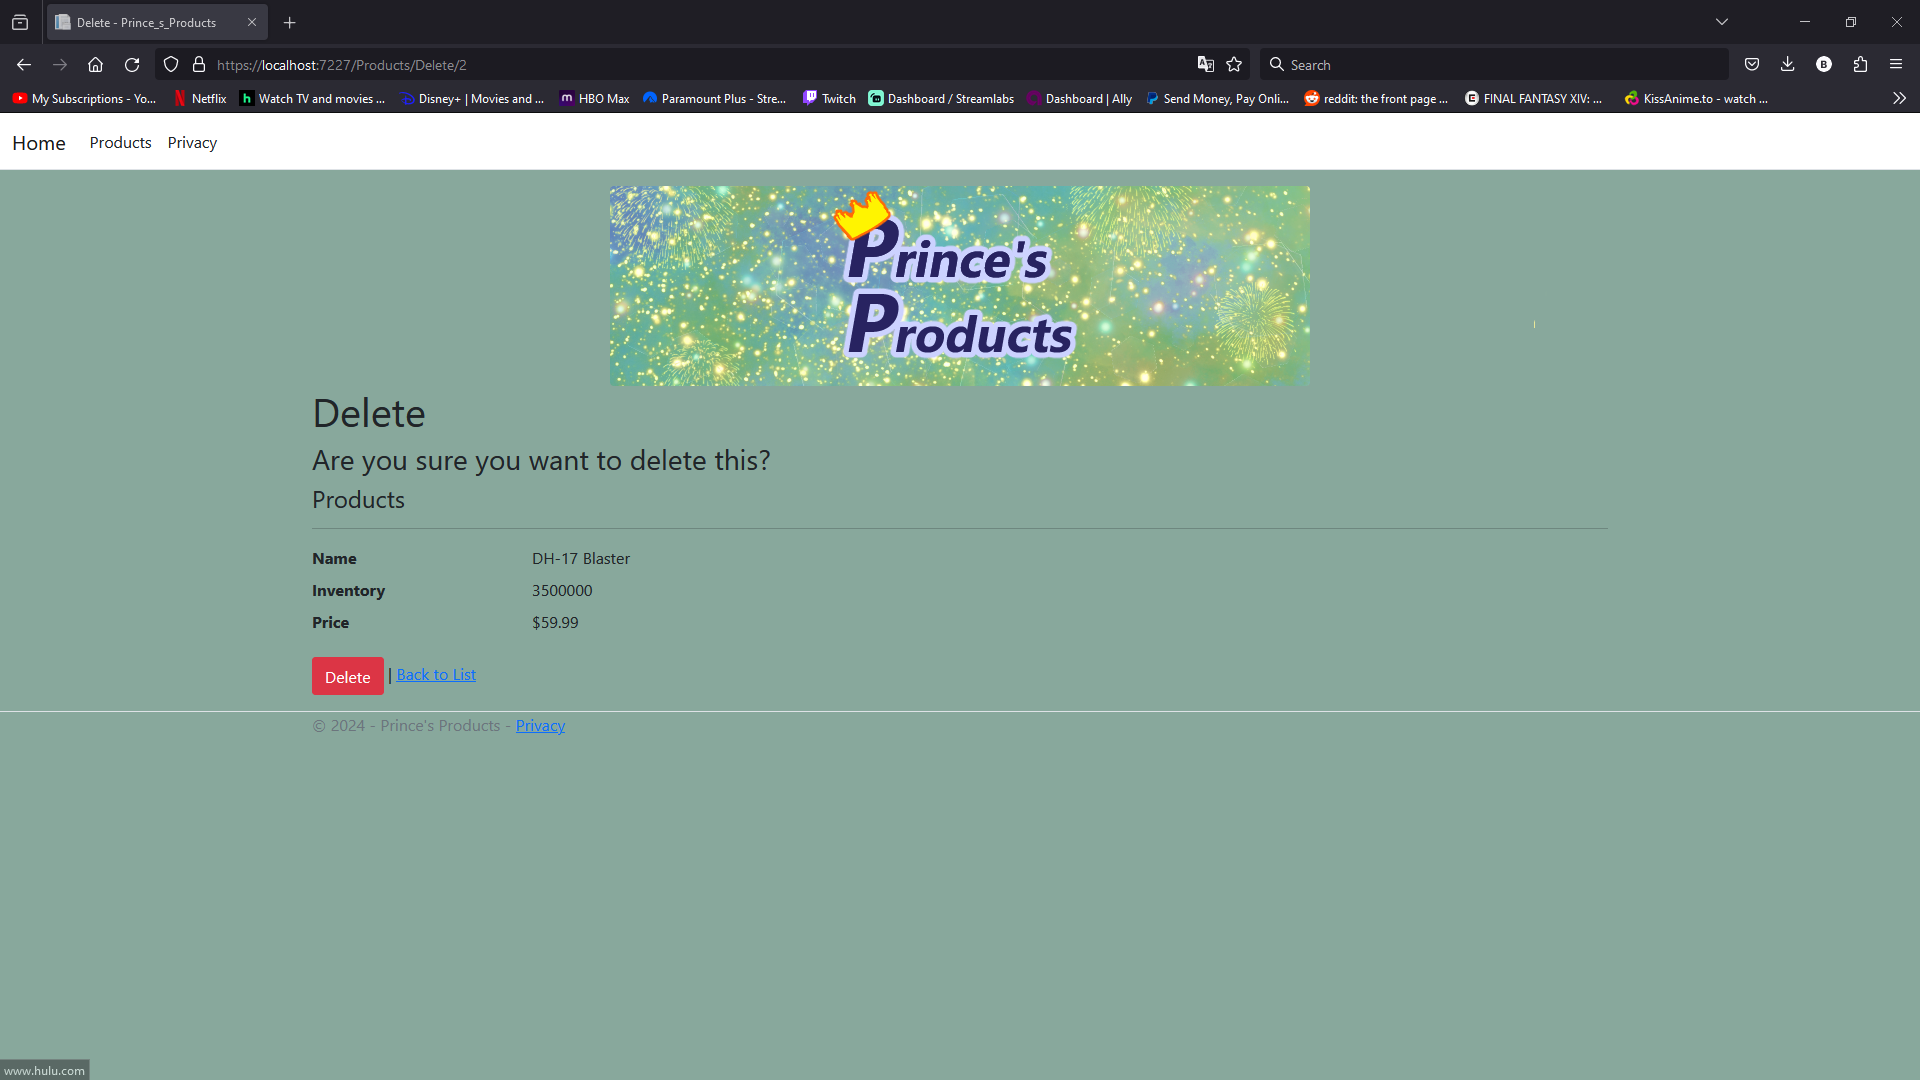 Delete - Prince_s_Products
https://localhost:7227/Products/Delete/2
Search
B
My Subscriptions - Yo...
Netflix
Watch TV and movies ...
Disney+ | Movies and ...
HBO Max
Paramount Plus - Stre...
Twitch
Dashboard / Streamlabs
Dashboard | Ally
Send Money, Pay Onli...
reddit: the front page ...
FINAL FANTASY XIV: ...
KissAnime.to - watch ...
Home Products Privacy
Prince's
Products
Delete
Are you sure you want to delete this?
Products
Name DH-17 Blaster
Inventory 3500000
Price $59.99
Delete | Back to List
© 2024 - Prince's Products - Privacy
www.hulu.com